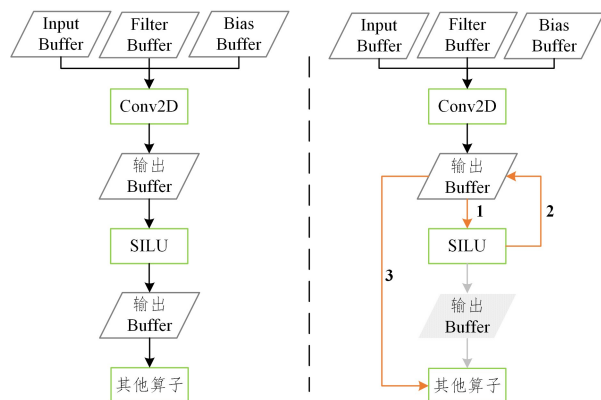 Input
Buffer
Filter
Buffer
Bias
Buffer
Conv2D
输出
Buffer
SILU
输出
Buffer
其他算子
Input
Buffer
Filter
Buffer
Bias
Buffer
Conv2D
输出
Buffer
1
2
SILU
3
输出
Buffer
其他算子